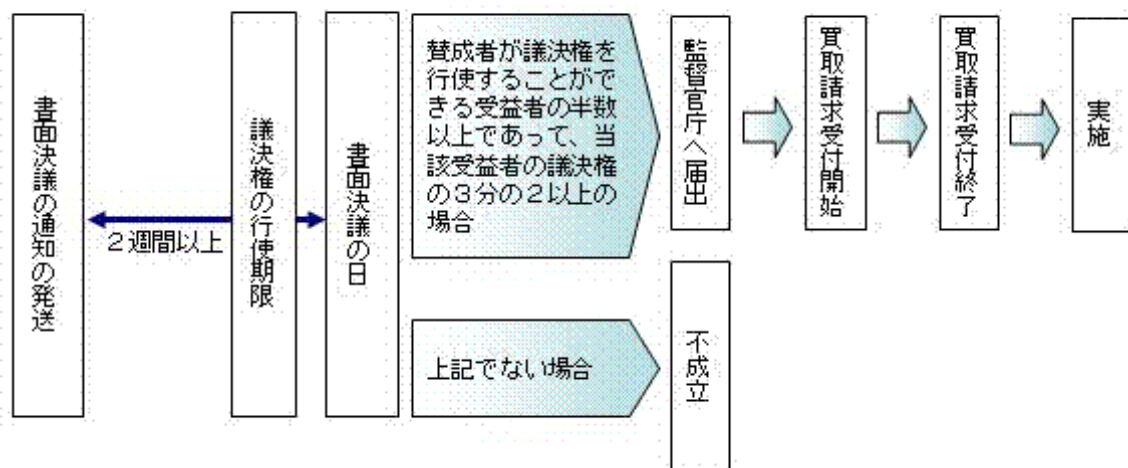 書面決議の通知の発送
２週間以上
議決権の行使期限
書面決議の日
賛成者が議決権を
行使することがで
きる受益者の半数
以上であって、当
該受益者の議決権
の３分の２以上の
場合
監督官庁へ届出
買取請求受付開始
買取請求受付終了
実施
上記でない場合
不成立